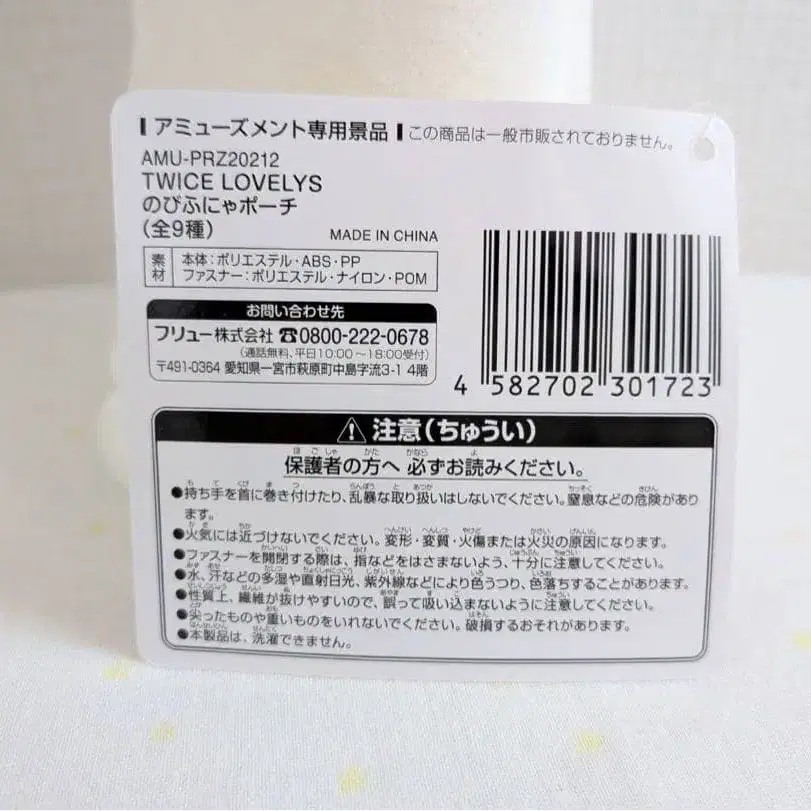 アミューズメント専用景品 この商品は一般市販されておりません。
AMU-PRZ20212
TWICE LOVELYS
のびふにゃポーチ
(全9種)
MADE IN CHINA
素材 本体:ポリエステル・ABS・PP
ファスナー:ポリエステル・ナイロン・POM
お問い合わせ先
フリュー株式会社 ☎0800-222-0678
(通話無料、平日10:00~18:00受付)
〒491-0364 愛知県一宮市萩原町中島字流3-1 4階
4 582702 301723
⚠ 注意(ちゅうい)
保護者の方へ 必ずお読みください。
●持ち手を首に巻き付けたり、乱暴な取り扱いはしないでください。窒息などの危険があり
ます。
●火気には近づけないでください。変形・変質・火傷または火災の原因になります。
●ファスナーを開閉する際は、指などをはさまないよう、十分に注意してください。
●水、汗などの多湿や直射日光、紫外線などにより色うつり、色落ちすることがあります。
●性質上、繊維が抜けやすいので、誤って吸い込まないように注意してください。
●尖ったものや重いものをいれないでください。破損するおそれがあります。
●本製品は、洗濯できません。